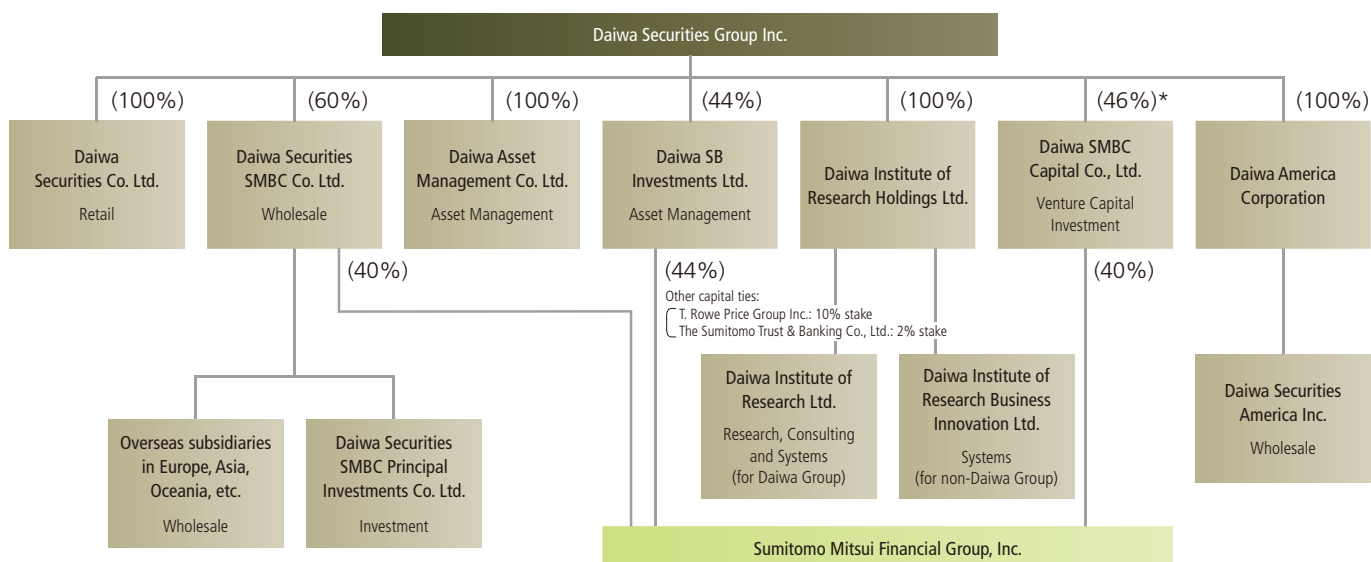 Daiwa Securities Group Inc.
(100%)
(60%)
(100%)
(44%)
(100%)
(46%)*
(100%)
Daiwa
Securities Co. Ltd.
Retail
Daiwa Securities
SMBC Co. Ltd.
Wholesale
Daiwa Asset
Management Co. Ltd.
Asset Management
Daiwa SB
Investments Ltd.
Asset Management
Daiwa Institute of
Research Holdings Ltd.
Daiwa SMBC
Capital Co., Ltd.
Venture Capital
Investment
Daiwa America
Corporation
(40%)
(44%)
(40%)
Other capital ties:
T. Rowe Price Group Inc.: 10% stake
The Sumitomo Trust & Banking Co., Ltd.: 2% stake
Overseas subsidiaries
in Europe, Asia,
Oceania, etc.
Wholesale
Daiwa Securities
SMBC Principal
Investments Co. Ltd.
Investment
Daiwa Institute of
Research Ltd.
Research, Consulting
and Systems
(for Daiwa Group)
Daiwa Institute of
Research Business
Innovation Ltd.
Systems
(for non-Daiwa Group)
Daiwa Securities
America Inc.
Wholesale
Sumitomo Mitsui Financial Group, Inc.